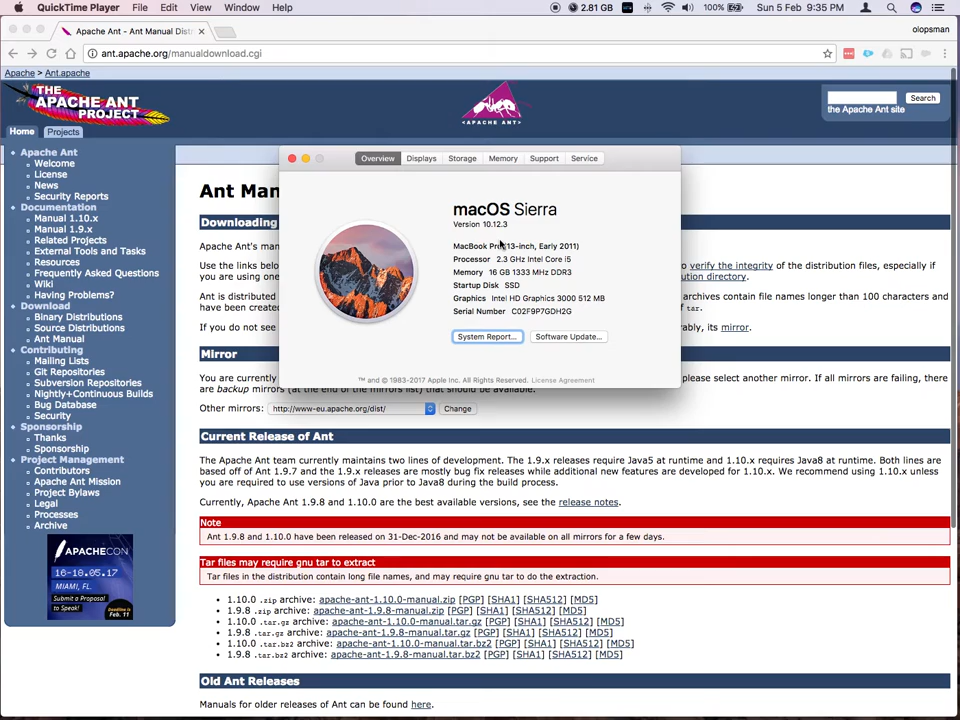 QuickTime Player File Edit View Window Help 2.81 GB 100% Sun 5 Feb 9:35 PM
Apache Ant - Ant Manual Dist
olopsman
ant.apache.org/manualdownload.cgi
Apache > Ant.apache
THE
APACHE ANT
PROJECT
<APACHE ANT>
Search
the Apache Ant site
Home Projects
Apache Ant
Welcome
License
News
Security Reports
Documentation
Manual 1.10.x
Manual 1.9.x
Related Projects
External Tools and Tasks
Resources
Frequently Asked Questions
Wiki
Having Problems?
Download
Binary Distributions
Source Distributions
Ant Manual
Contributing
Mailing Lists
Git Repositories
Subversion Repositories
Nightly+Continuous Builds
Bug Database
Security
Sponsorship
Thanks
Sponsorship
Project Management
Contributors
Apache Ant Mission
Project Bylaws
Legal
Processes
Archive
APACHECON
16-18.05.17
MIAMI, FL.
Submit a Proposal
to Speak!
Deadline is
Feb. 11
Overview Displays Storage Memory Support Service
macOS Sierra
Version 10.12.3
MacBook Pro (13-inch, Early 2011)
Processor 2.3 GHz Intel Core i5
Memory 16 GB 1333 MHz DDR3
Startup Disk SSD
Graphics Intel HD Graphics 3000 512 MB
Serial Number C02F9P7GDH2G
System Report... Software Update...
™ and © 1983-2017 Apple Inc. All Rights Reserved. License Agreement
Ant Man
Downloading
Apache Ant's man
Use the links below to verify the integrity of the distribution files, especially if
you are using one distribution directory.
Ant is distributed archives contain file names longer than 100 characters and
have been create
If you do not see rably, its mirror.
Mirror
You are currently please select another mirror. If all mirrors are failing, there
are backup mirrors (at the end of the mirrors list) that should be available.
Other mirrors: http://www-eu.apache.org/dist/ Change
Current Release of Ant
The Apache Ant team currently maintains two lines of development. The 1.9.x releases require Java5 at runtime and 1.10.x requires Java8 at runtime. Both lines are
based off of Ant 1.9.7 and the 1.9.x releases are mostly bug fix releases while additional new features are developed for 1.10.x. We recommend using 1.10.x unless
you are required to use versions of Java prior to Java8 during the build process.
Currently, Apache Ant 1.9.8 and 1.10.0 are the best available versions, see the release notes.
Note
Ant 1.9.8 and 1.10.0 have been released on 31-Dec-2016 and may not be available on all mirrors for a few days.
Tar files may require gnu tar to extract
Tar files in the distribution contain long file names, and may require gnu tar to do the extraction.
1.10.0 .zip archive: apache-ant-1.10.0-manual.zip [PGP] [SHA1] [SHA512] [MD5]
1.9.8 .zip archive: apache-ant-1.9.8-manual.zip [PGP] [SHA1] [SHA512] [MD5]
1.10.0 .tar.gz archive: apache-ant-1.10.0-manual.tar.gz [PGP] [SHA1] [SHA512] [MD5]
1.9.8 .tar.gz archive: apache-ant-1.9.8-manual.tar.gz [PGP] [SHA1] [SHA512] [MD5]
1.10.0 .tar.bz2 archive: apache-ant-1.10.0-manual.tar.bz2 [PGP] [SHA1] [SHA512] [MD5]
1.9.8 .tar.bz2 archive: apache-ant-1.9.8-manual.tar.bz2 [PGP] [SHA1] [SHA512] [MD5]
Old Ant Releases
Manuals for older releases of Ant can be found here.